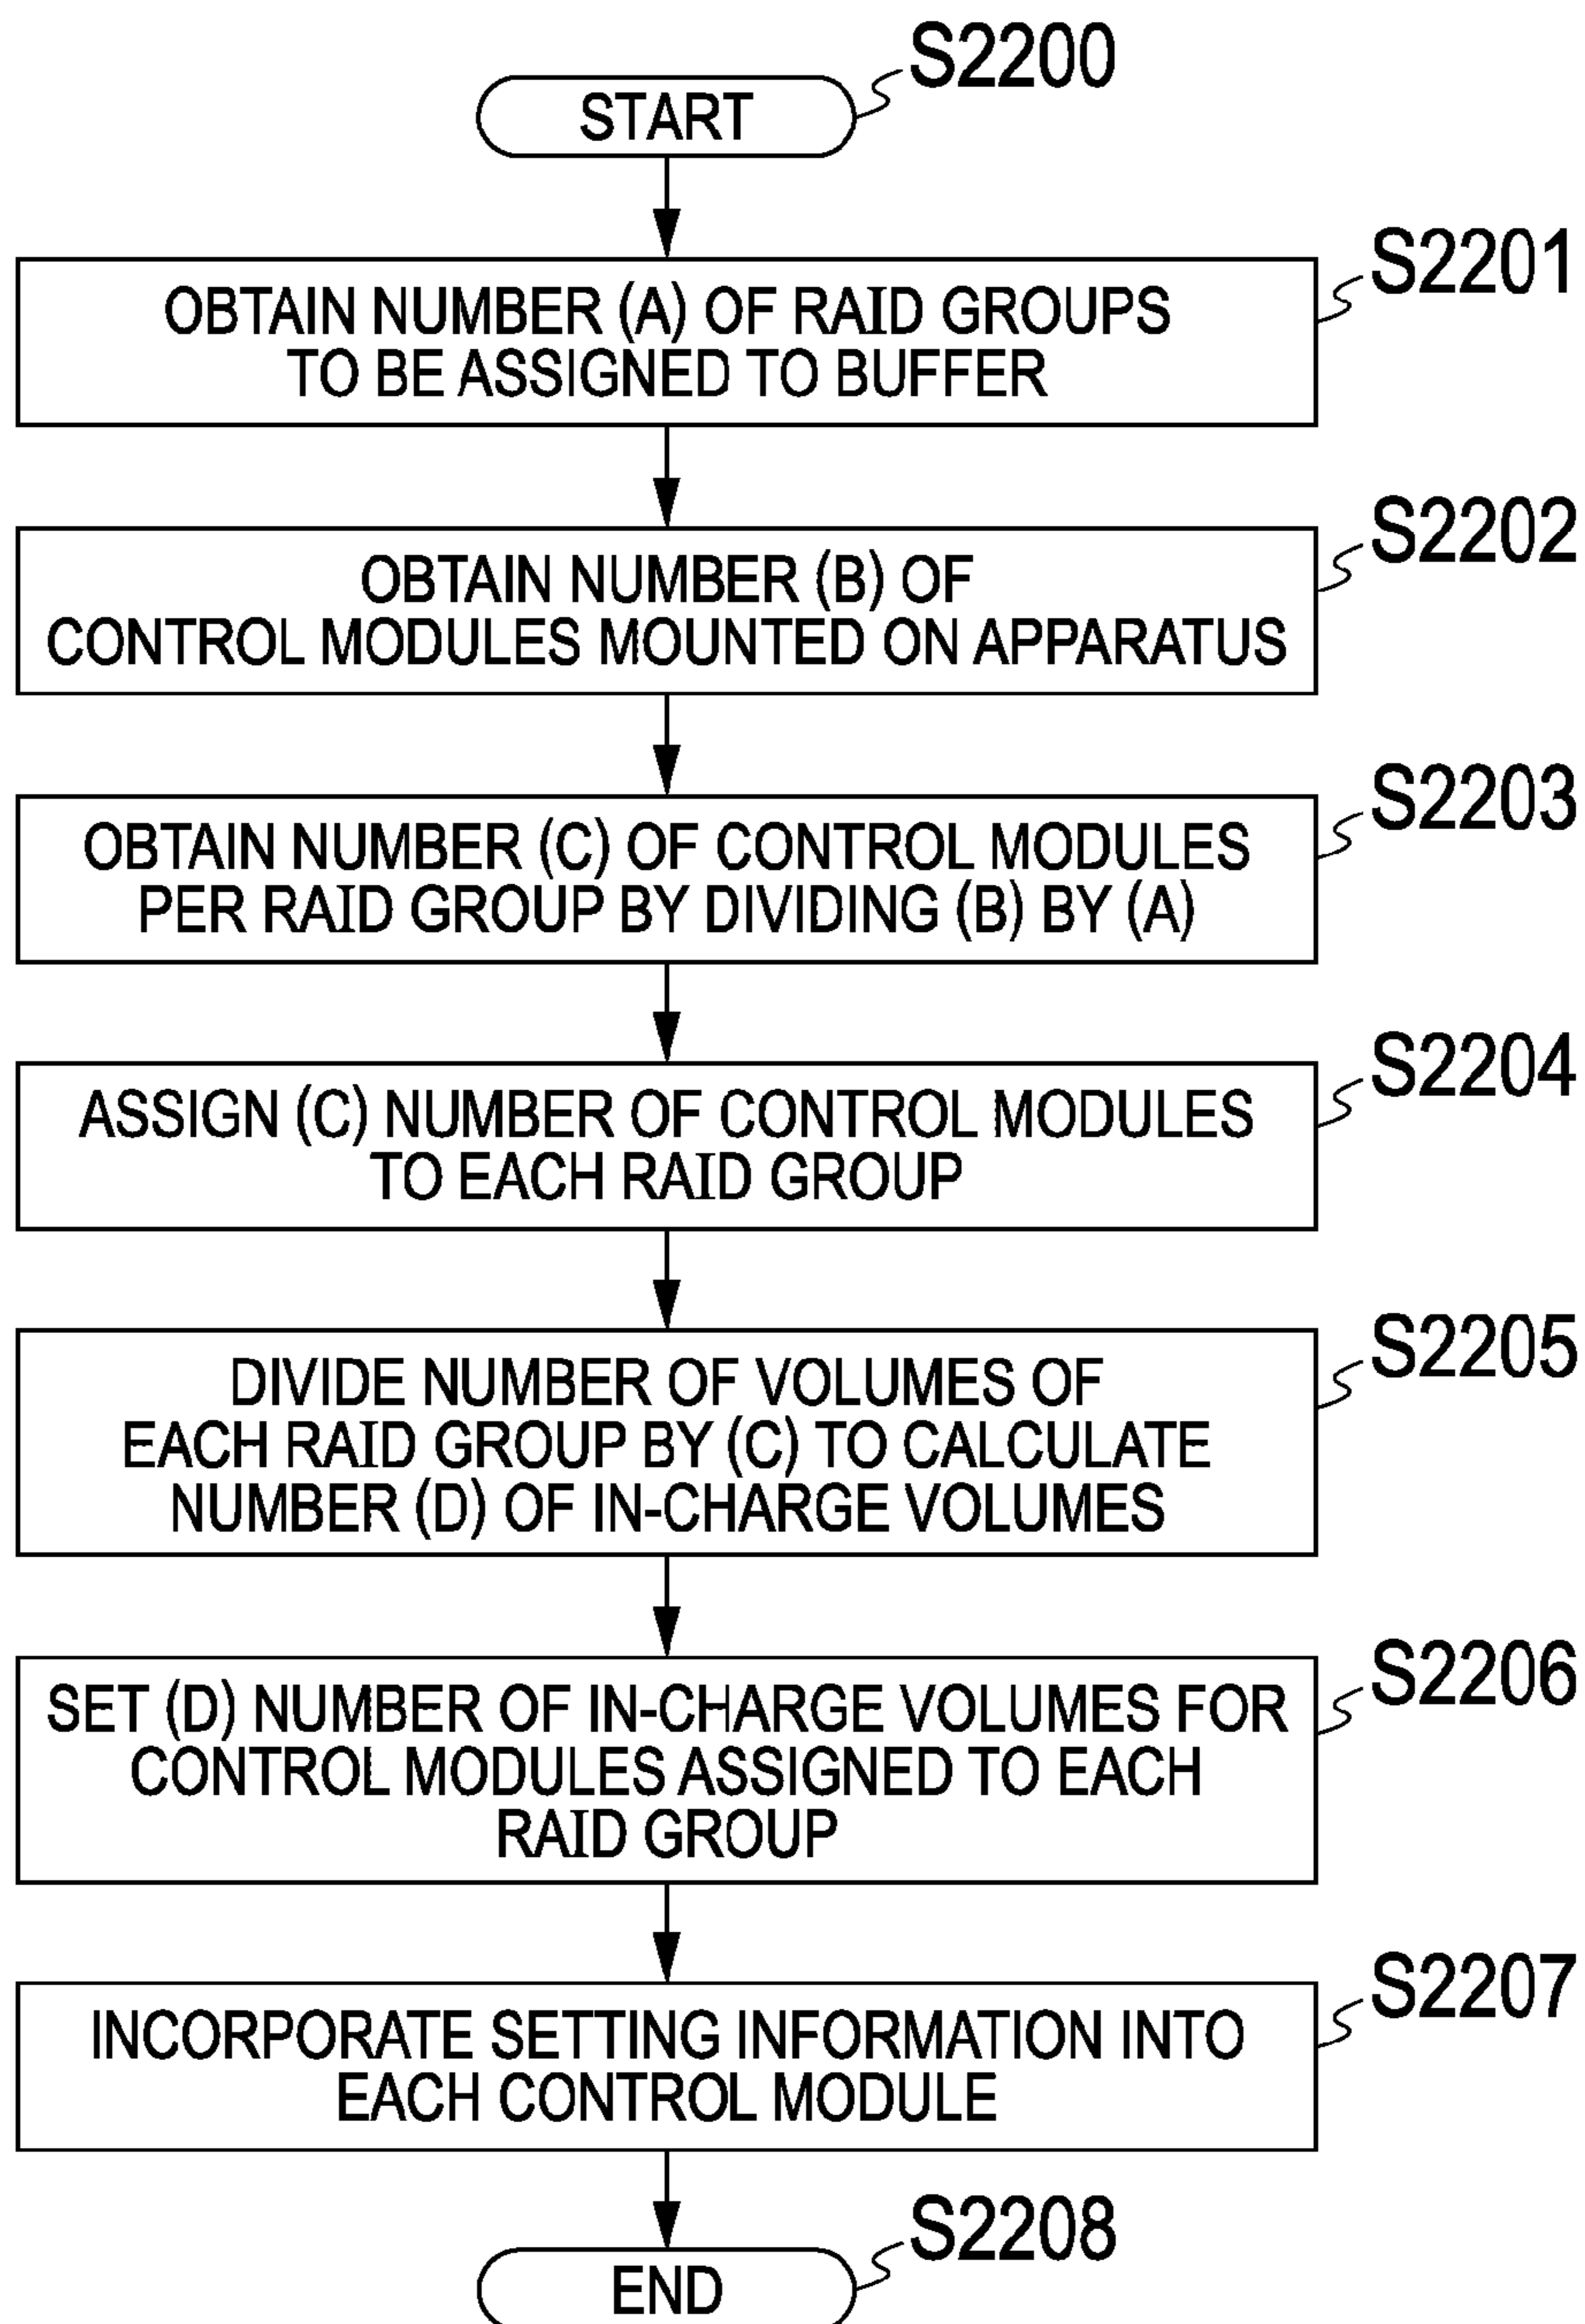 S2200
START
S2201
OBTAIN NUMBER (A) OF RAID GROUPS
TO BE ASSIGNED TO BUFFER
S2202
OBTAIN NUMBER (B) OF
CONTROL MODULES MOUNTED ON APPARATUS
S2203
OBTAIN NUMBER (C) OF CONTROL MODULES
PER RAID GROUP BY DIVIDING (B) BY (A)
S2204
ASSIGN (C) NUMBER OF CONTROL MODULES
TO EACH RAID GROUP
S2205
DIVIDE NUMBER OF VOLUMES OF
EACH RAID GROUP BY (C) TO CALCULATE
NUMBER (D) OF IN-CHARGE VOLUMES
S2206
SET (D) NUMBER OF IN-CHARGE VOLUMES FOR
CONTROL MODULES ASSIGNED TO EACH
RAID GROUP
S2207
INCORPORATE SETTING INFORMATION INTO
EACH CONTROL MODULE
S2208
END